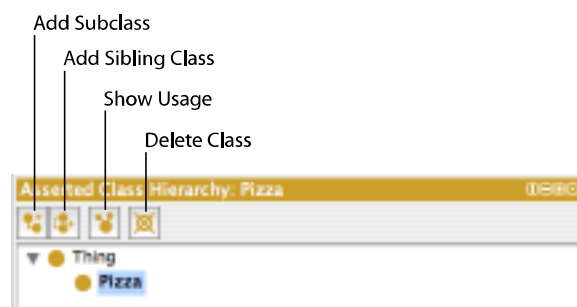 Add Subclass
Add Sibling Class
Show Usage
Delete Class
Asserted Class Hierarchy: Pizza
Thing
Pizza